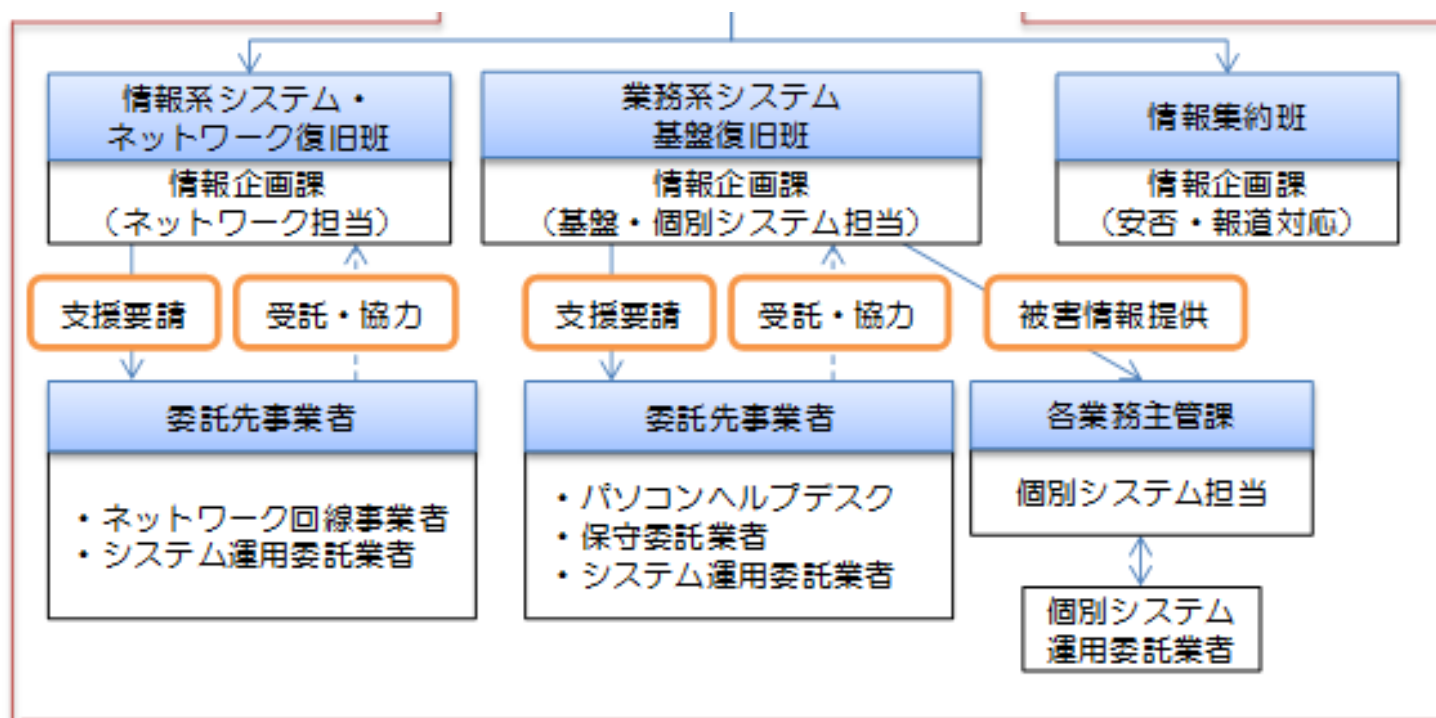 情報系システム・
ネットワーク復旧班
情報企画課
（ネットワーク担当）
業務系システム
基盤復旧班
情報企画課
（基盤・個別システム担当）
情報集約班
情報企画課
（安否・報道対応）
支援要請
受託・協力
支援要請
受託・協力
被害情報提供
委託先事業者
・ネットワーク回線事業者
・システム運用委託業者
委託先事業者
・パソコンヘルプデスク
・保守委託業者
・システム運用委託業者
各業務主管課
個別システム担当
個別システム
運用委託業者